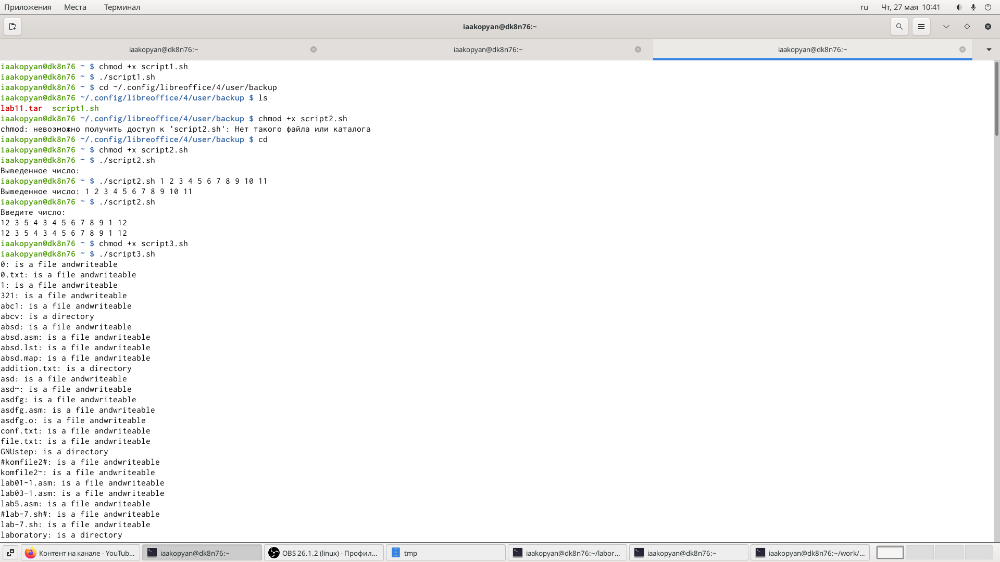 Приложения Места Терминал ru Чт, 27 мая 10:41
iaakopyan@dk8n76:~
iaakopyan@dk8n76:~ iaakopyan@dk8n76:~ iaakopyan@dk8n76:~
iaakopyan@dk8n76 ~ $ chmod +x script1.sh
iaakopyan@dk8n76 ~ $ ./script1.sh
iaakopyan@dk8n76 ~ $ cd ~/.config/libreoffice/4/user/backup
iaakopyan@dk8n76 ~/.config/libreoffice/4/user/backup $ ls
lab11.tar script1.sh
iaakopyan@dk8n76 ~/.config/libreoffice/4/user/backup $ chmod +x script2.sh
chmod: невозможно получить доступ к 'script2.sh': Нет такого файла или каталога
iaakopyan@dk8n76 ~/.config/libreoffice/4/user/backup $ cd
iaakopyan@dk8n76 ~ $ chmod +x script2.sh
iaakopyan@dk8n76 ~ $ ./script2.sh
Выведенное число:
iaakopyan@dk8n76 ~ $ ./script2.sh 1 2 3 4 5 6 7 8 9 10 11
Выведенное число: 1 2 3 4 5 6 7 8 9 10 11
iaakopyan@dk8n76 ~ $ ./script2.sh
Введите число:
12 3 5 4 3 4 5 6 7 8 9 1 12
12 3 5 4 3 4 5 6 7 8 9 1 12
iaakopyan@dk8n76 ~ $ chmod +x script3.sh
iaakopyan@dk8n76 ~ $ ./script3.sh
0: is a file andwriteable
0.txt: is a file andwriteable
1: is a file andwriteable
321: is a file andwriteable
abc1: is a file andwriteable
abcv: is a directory
absd: is a file andwriteable
absd.asm: is a file andwriteable
absd.lst: is a file andwriteable
absd.map: is a file andwriteable
addition.txt: is a directory
asd: is a file andwriteable
asd~: is a file andwriteable
asdfg: is a file andwriteable
asdfg.asm: is a file andwriteable
asdfg.o: is a file andwriteable
conf.txt: is a file andwriteable
file.txt: is a file andwriteable
GNUstep: is a directory
#komfile2#: is a file andwriteable
komfile2~: is a file andwriteable
lab01-1.asm: is a file andwriteable
lab03-1.asm: is a file andwriteable
lab5.asm: is a file andwriteable
#lab-7.sh#: is a file andwriteable
lab-7.sh: is a file andwriteable
laboratory: is a directory
Контент на канале - YouTub... iaakopyan@dk8n76:~ OBS 26.1.2 (linux) - Профил... tmp iaakopyan@dk8n76:~/labor... iaakopyan@dk8n76:~ iaakopyan@dk8n76:~/work/...